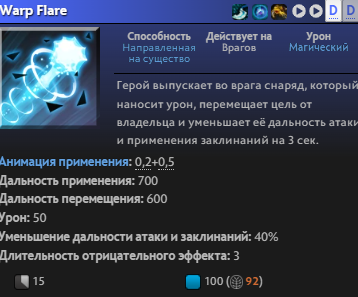 Warp Flare
D D
Способность Действует на Урон
Направленная Врагов Магический
на существо
Герой выпускает во врага снаряд, который
наносит урон, перемещает цель от
владельца и уменьшает её дальность атаки
и применения заклинаний на 3 сек.
Анимация применения: 0,2+0,5
Дальность применения: 700
Дальность перемещения: 600
Урон: 50
Уменьшение дальности атаки и заклинаний: 40%
Длительность отрицательного эффекта: 3
15 100 (92)